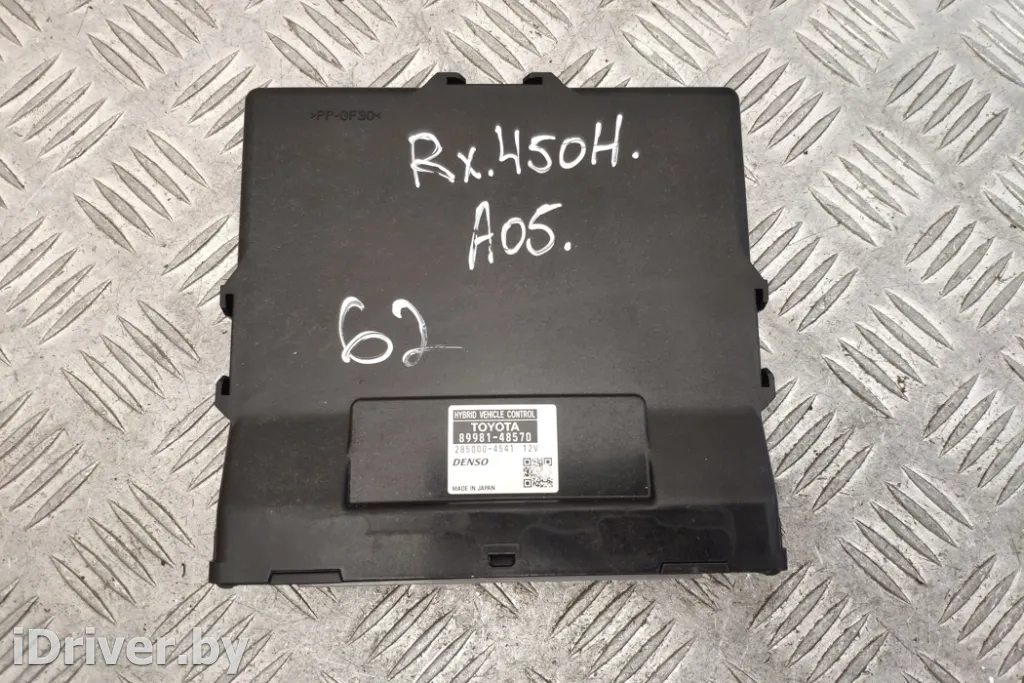 >PP-GF30<
Rx.450H.
A05.
62
HYBRID VEHICLE CONTROL
TOYOTA
89981-48570
285000-4541 12V
DENSO
MADE IN JAPAN
iDriver.by